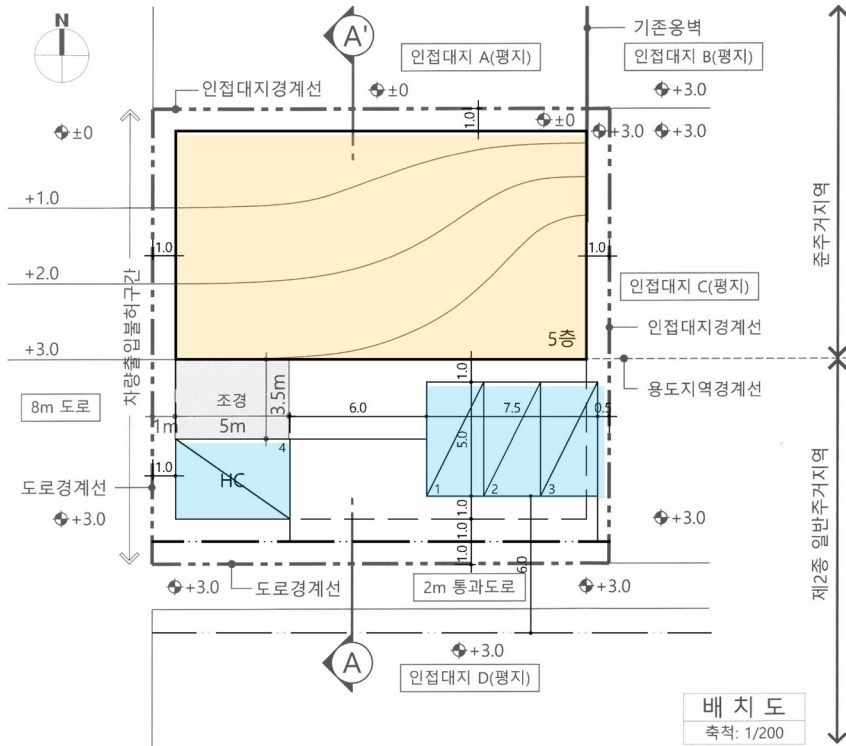 N
A'
기존옹벽
인접대지 A(평지)
인접대지 B(평지)
인접대지경계선
±0
+3.0
±0
1.0
±0
+3.0
+3.0
준주거지역
+1.0
1.0
1.0
차량출입불허구간
+2.0
인접대지 C(평지)
인접대지경계선
5층
+3.0
용도지역경계선
1.0
3.5m
조경
8m 도로
6.0
7.5
0.5
1m
5m
5.0
4
1.0
HC
도로경계선
1
2
3
+3.0
1.0
+3.0
1.0
1.0
6.0
제2종 일반주거지역
+3.0
도로경계선
2m 통과도로
+3.0
+3.0
A
인접대지 D(평지)
배치도
축척: 1/200